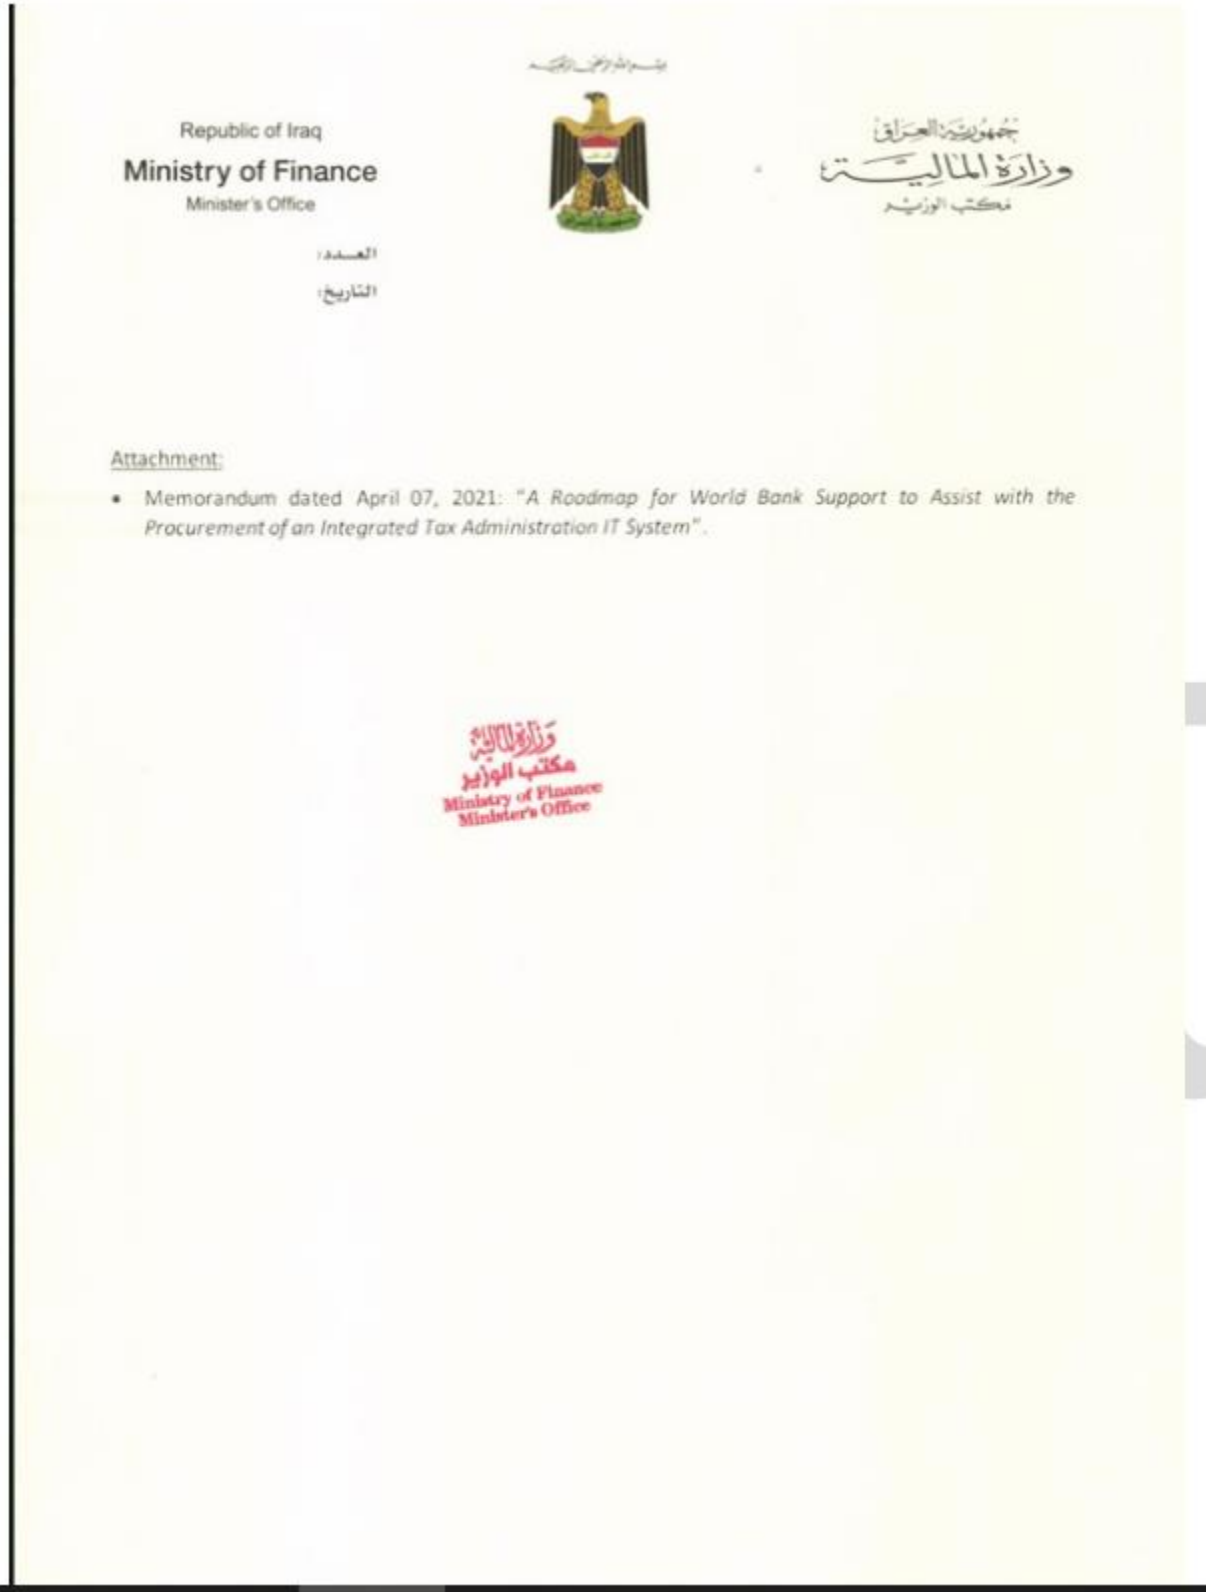 بسم الله الرحمن الرحيم
Republic of Iraq
Ministry of Finance
Minister's Office
جمهورية العراق
وزارة المالية
مكتب الوزير
العدد:
التاريخ:
Attachment:
• Memorandum dated April 07, 2021: "A Roadmap for World Bank Support to Assist with the
Procurement of an Integrated Tax Administration IT System".
وزارة المالية
مكتب الوزير
Ministry of Finance
Minister's Office